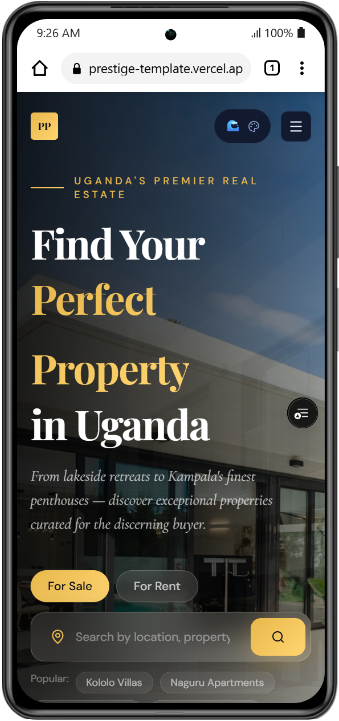 9:26 AM
100%
prestige-template.vercel.ap
1
PP
UGANDA'S PREMIER REAL
ESTATE
Find Your
Perfect
Property
in Uganda
From lakeside retreats to Kampala's finest
penthouses — discover exceptional properties
curated for the discerning buyer.
For Sale
For Rent
Search by location, property
Popular:
Kololo Villas
Naguru Apartments